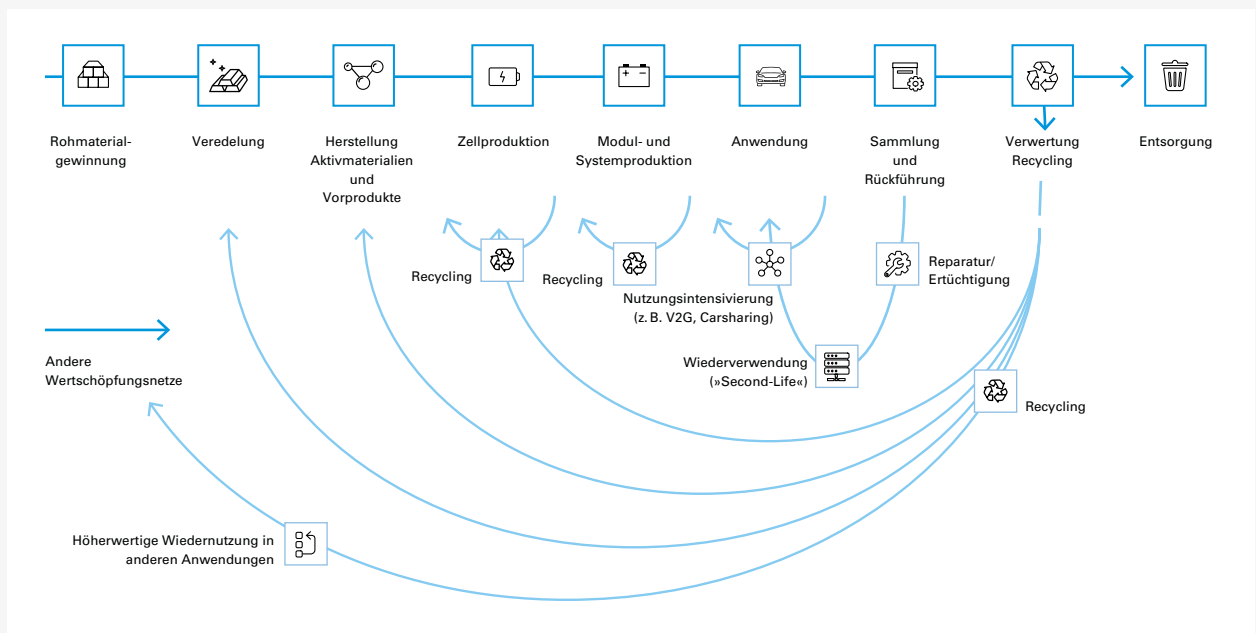 Rohmaterial-
gewinnung
Veredelung
Herstellung
Aktivmaterialien
und
Vorprodukte
Zellproduktion
Modul- und
Systemproduktion
Anwendung
Sammlung
und
Rückführung
Verwertung
Recycling
Entsorgung
Recycling
Recycling
Nutzungsintensivierung
(z. B. V2G, Carsharing)
Reparatur/
Ertüchtigung
Andere
Wertschöpfungsnetze
Wiederverwendung
(»Second-Life«)
Recycling
Höherwertige Wiedernutzung in
anderen Anwendungen